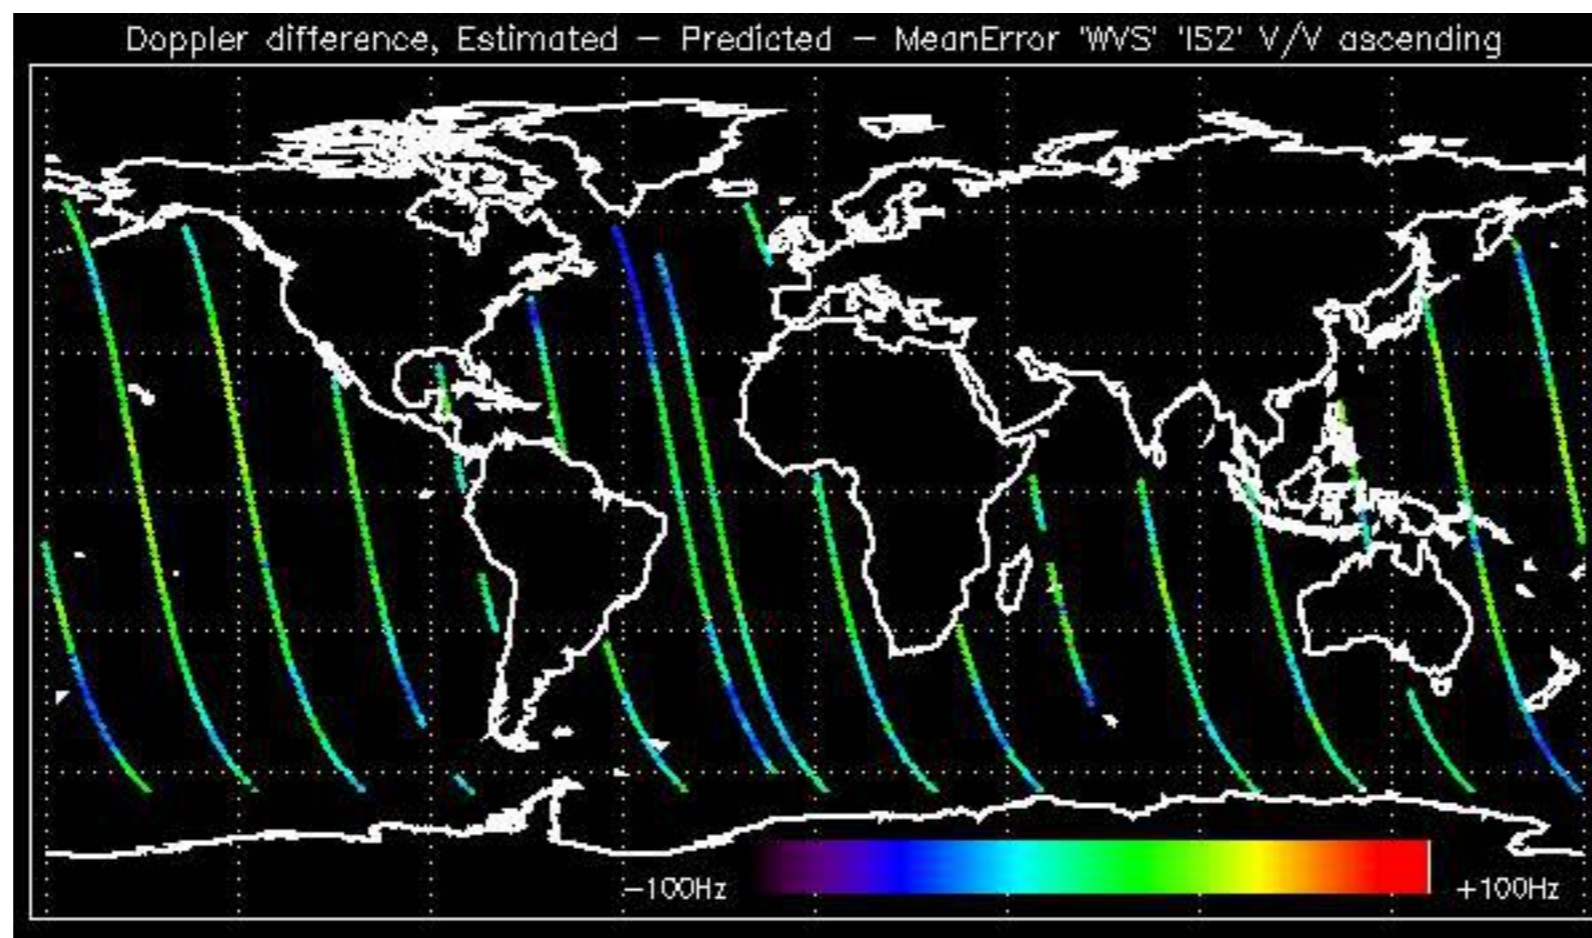 Doppler difference, Estimated – Predicted – MeanError 'WVS' 'IS2' V/V ascending
–100Hz
+100Hz